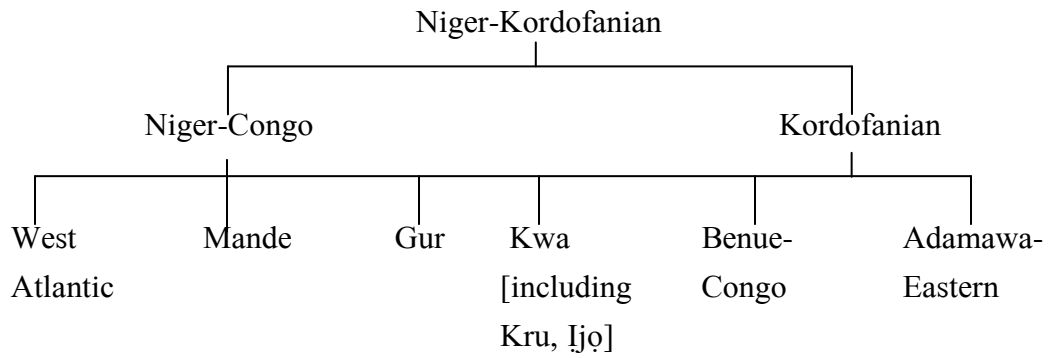 Niger-Kordofanian
Niger-Congo Kordofanian
West Mande Gur Kwa Benue- Adamawa-
Atlantic [including Congo Eastern
Kru, Ịjọ]